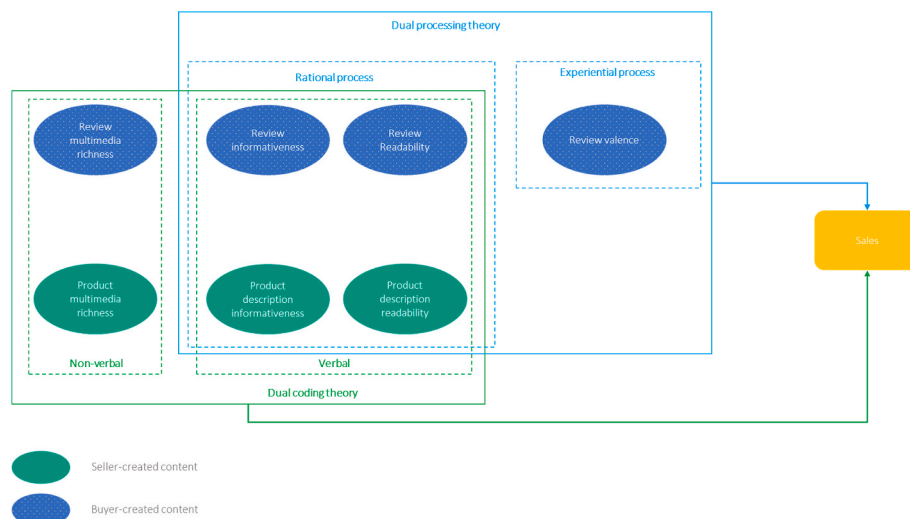 Dual processing theory
Rational process
Experiential process
Review
multimedia
richness
Review
informativeness
Review
Readability
Review valence
Sales
Product
multimedia
richness
Product
description
informativeness
Product
description
readability
Non-verbal
Verbal
Dual coding theory
Seller-created content
Buyer-created content